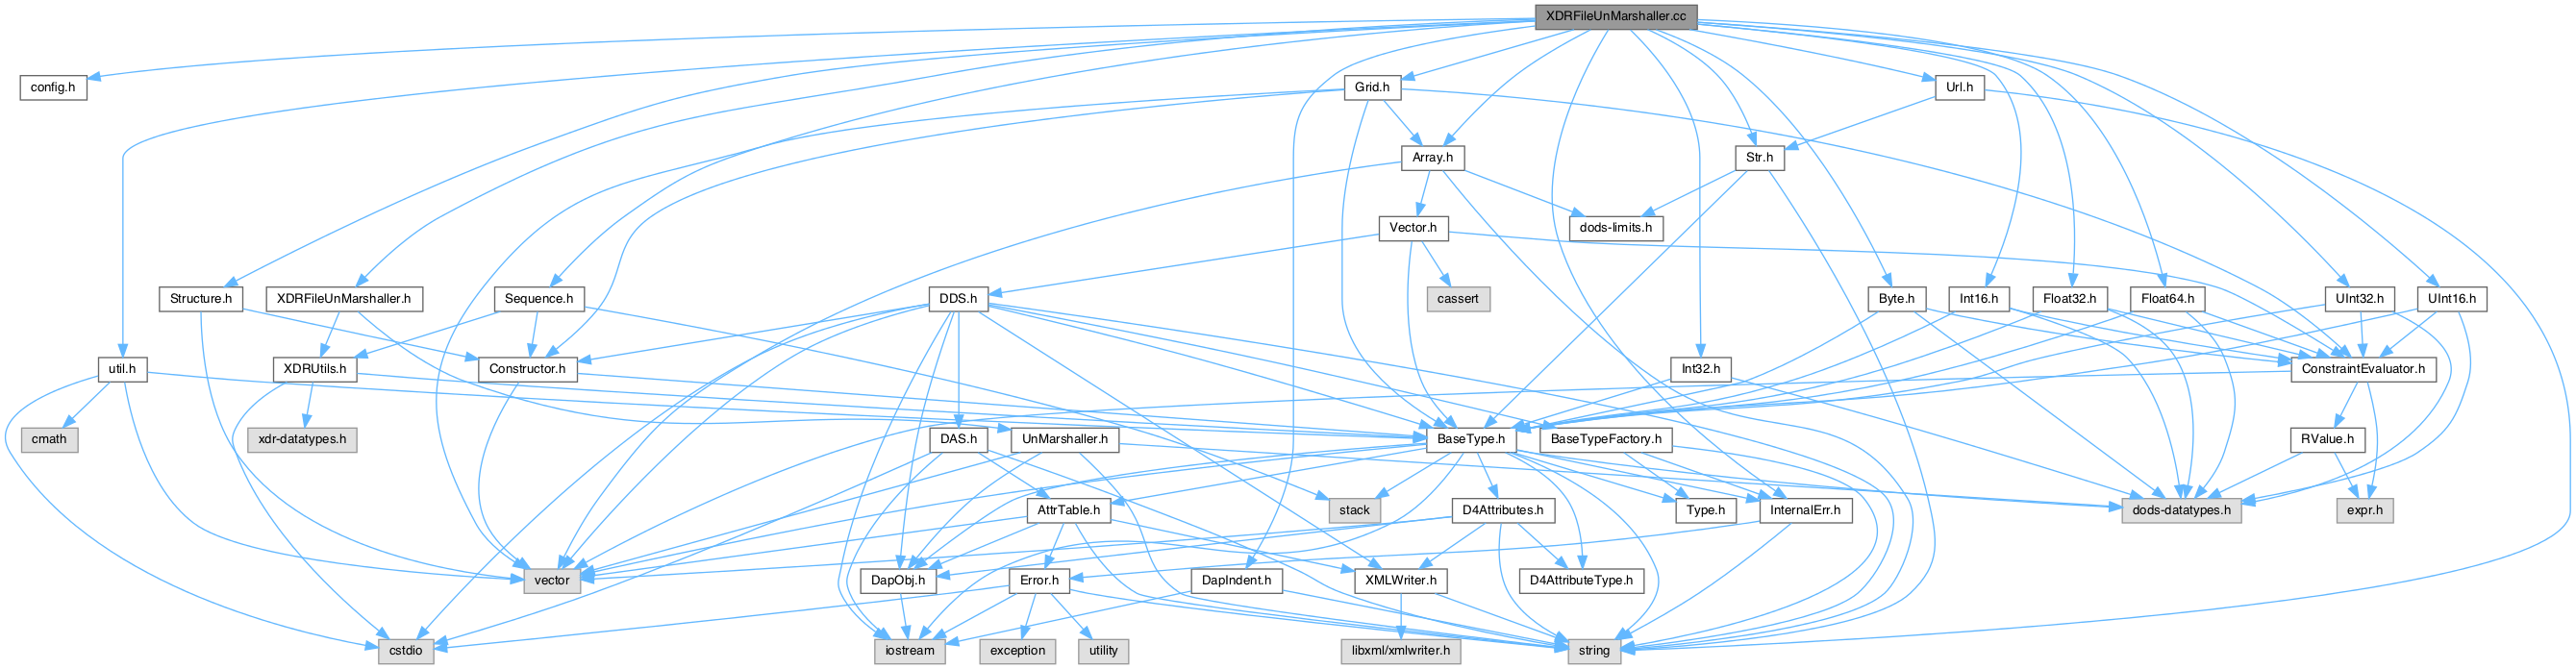 XDRFileUnMarshaller.cc
config.h
Grid.h
Url.h
Array.h
Str.h
Vector.h
dods-limits.h
Structure.h
XDRFileUnMarshaller.h
Sequence.h
DDS.h
cassert
Byte.h
Int16.h
Float32.h
Float64.h
UInt32.h
UInt16.h
util.h
XDRUtils.h
Constructor.h
Int32.h
ConstraintEvaluator.h
cmath
xdr-datatypes.h
DAS.h
UnMarshaller.h
BaseType.h
BaseTypeFactory.h
RValue.h
stack
AttrTable.h
D4Attributes.h
Type.h
InternalErr.h
dods-datatypes.h
expr.h
vector
DapObj.h
Error.h
DapIndent.h
XMLWriter.h
D4AttributeType.h
cstdio
iostream
exception
utility
libxml/xmlwriter.h
string